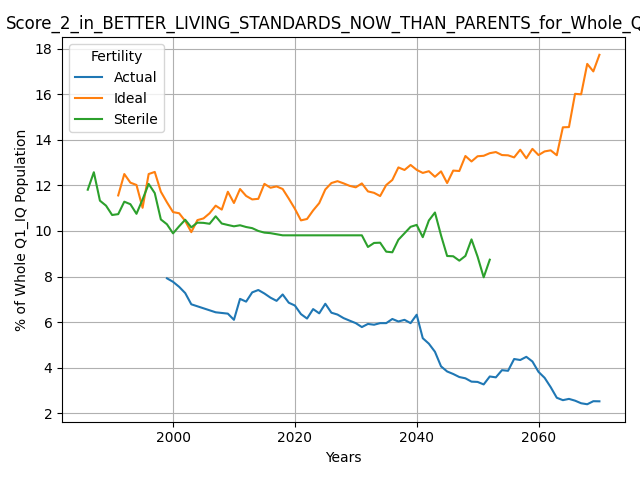 Score_2_in_BETTER_LIVING_STANDARDS_NOW_THAN_PARENTS_for_Whole_Q
Fertility
Actual
Ideal
Sterile
% of Whole Q1_IQ Population
18
16
14
12
10
8
6
4
2
2000 2020 2040 2060
Years